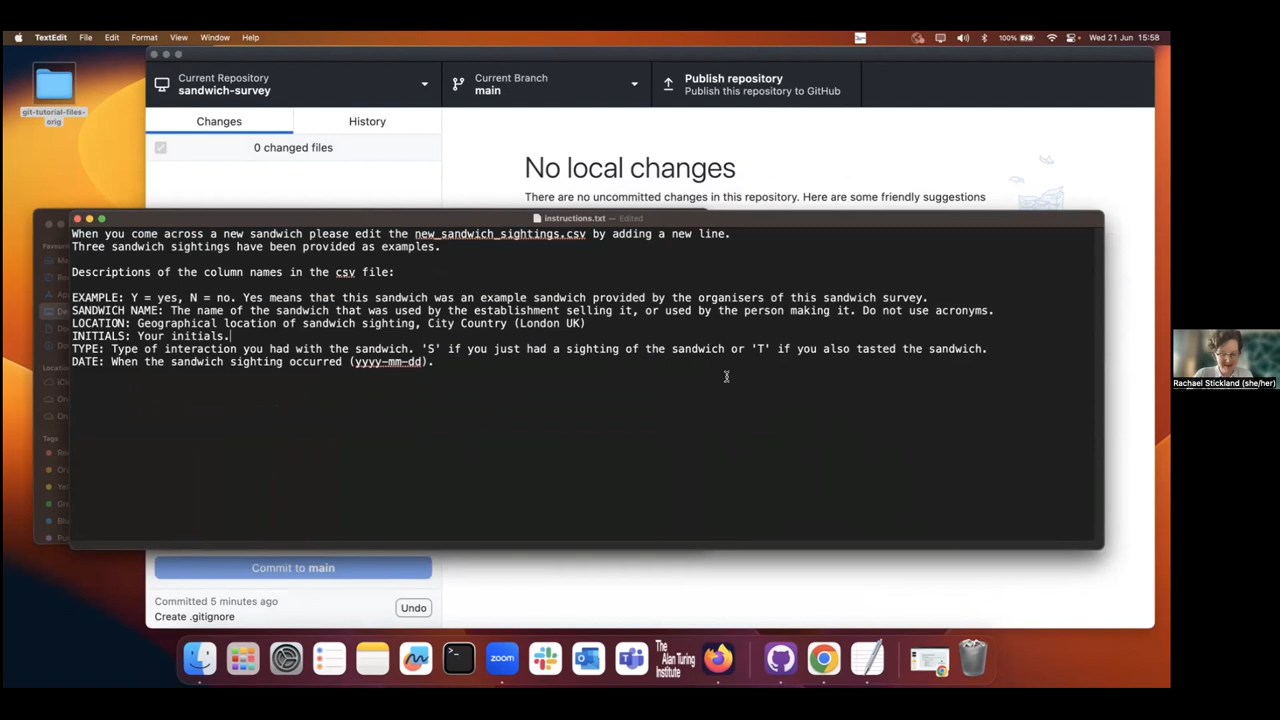 TextEdit File Edit Format View Window Help
100% Wed 21 Jun 15:58
git-tutorial-files-
orig
Current Repository
sandwich-survey
Current Branch
main
Publish repository
Publish this repository to GitHub
Changes
History
0 changed files
No local changes
There are no uncommitted changes in this repository. Here are some friendly suggestions
instructions.txt — Edited
When you come across a new sandwich please edit the new_sandwich_sightings.csv by adding a new line.
Three sandwich sightings have been provided as examples.
Descriptions of the column names in the csv file:
EXAMPLE: Y = yes, N = no. Yes means that this sandwich was an example sandwich provided by the organisers of this sandwich survey.
SANDWICH NAME: The name of the sandwich that was used by the establishment selling it, or used by the person making it. Do not use acronyms.
LOCATION: Geographical location of sandwich sighting, City Country (London UK)
INITIALS: Your initials.
TYPE: Type of interaction you had with the sandwich. 'S' if you just had a sighting of the sandwich or 'T' if you also tasted the sandwich.
DATE: When the sandwich sighting occurred (yyyy-mm-dd).
Favourit
Locatio
Tags
Commit to main
Committed 5 minutes ago
Create .gitignore
Undo
zoom
The
Alan Turing
Institute
Rachael Stickland (she/her)